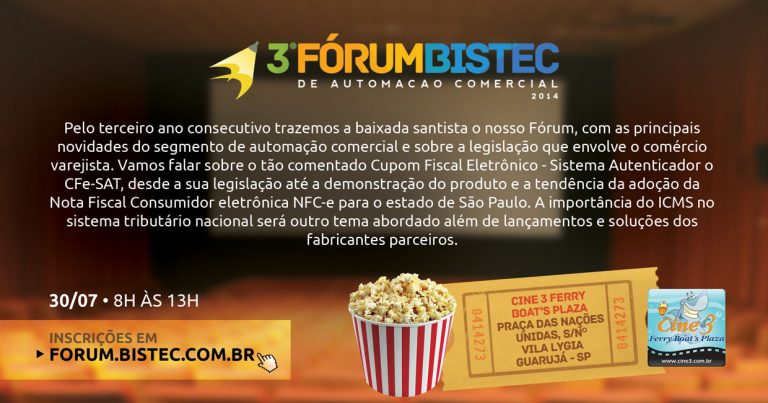 3º FÓRUMBISTEC
DE AUTOMACAO COMERCIAL
2014
Pelo terceiro ano consecutivo trazemos a baixada santista o nosso Fórum, com as principais
novidades do segmento de automação comercial e sobre a legislação que envolve o comércio
varejista. Vamos falar sobre o tão comentado Cupom Fiscal Eletrônico - Sistema Autenticador o
CFe-SAT, desde a sua legislação até a demonstração do produto e a tendência da adoção da
Nota Fiscal Consumidor eletrônica NFC-e para o estado de São Paulo. A importância do ICMS no
sistema tributário nacional será outro tema abordado além de lançamentos e soluções dos
fabricantes parceiros.
30/07 • 8H ÀS 13H
INSCRIÇÕES EM
FORUM.BISTEC.COM.BR
0414273
CINE 3 FERRY
BOAT'S PLAZA
PRAÇA DAS NAÇÕES
UNIDAS, S/Nº
VILA LYGIA
GUARUJÁ - SP
0414273
Cine 3
Ferry Boat's Plaza
www.cine3.com.br